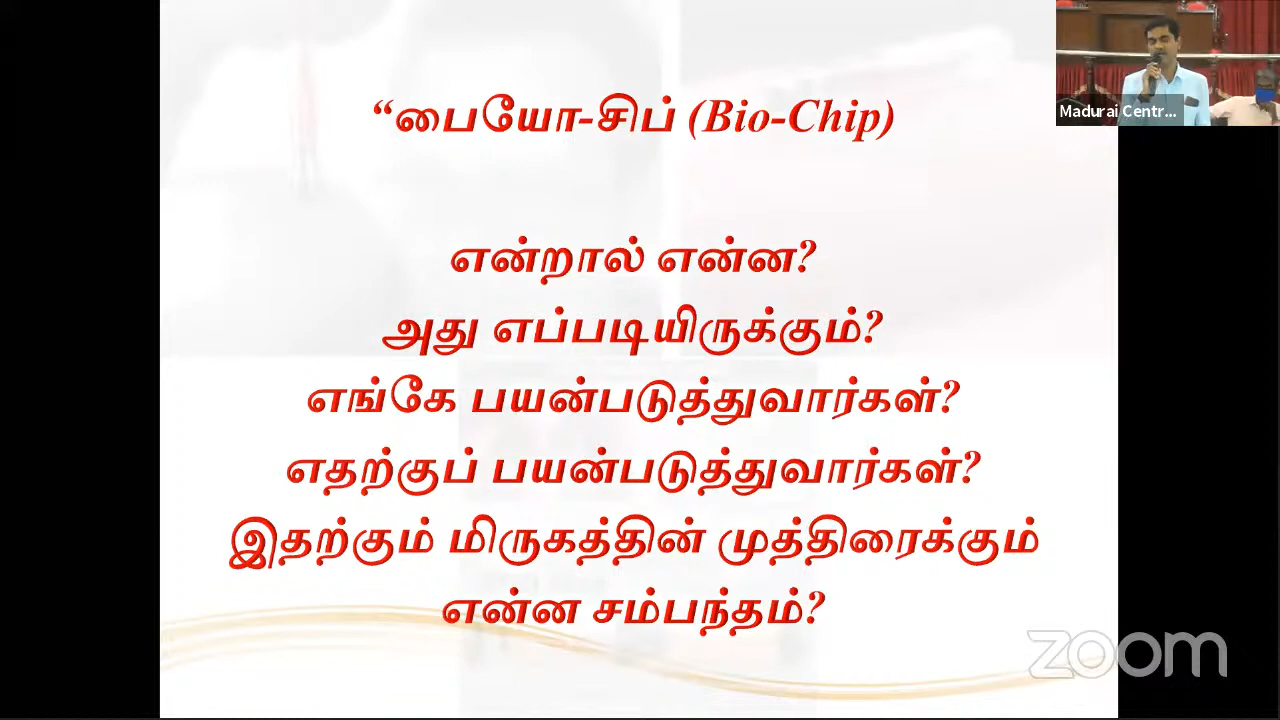 “பையோ-சிப் (Bio-Chip)
என்றால் என்ன?
அது எப்படியிருக்கும்?
எங்கே பயன்படுத்துவார்கள்?
எதற்குப் பயன்படுத்துவார்கள்?
இதற்கும் மிருகத்தின் முத்திரைக்கும்
என்ன சம்பந்தம்?
Madurai Centr...
zoom